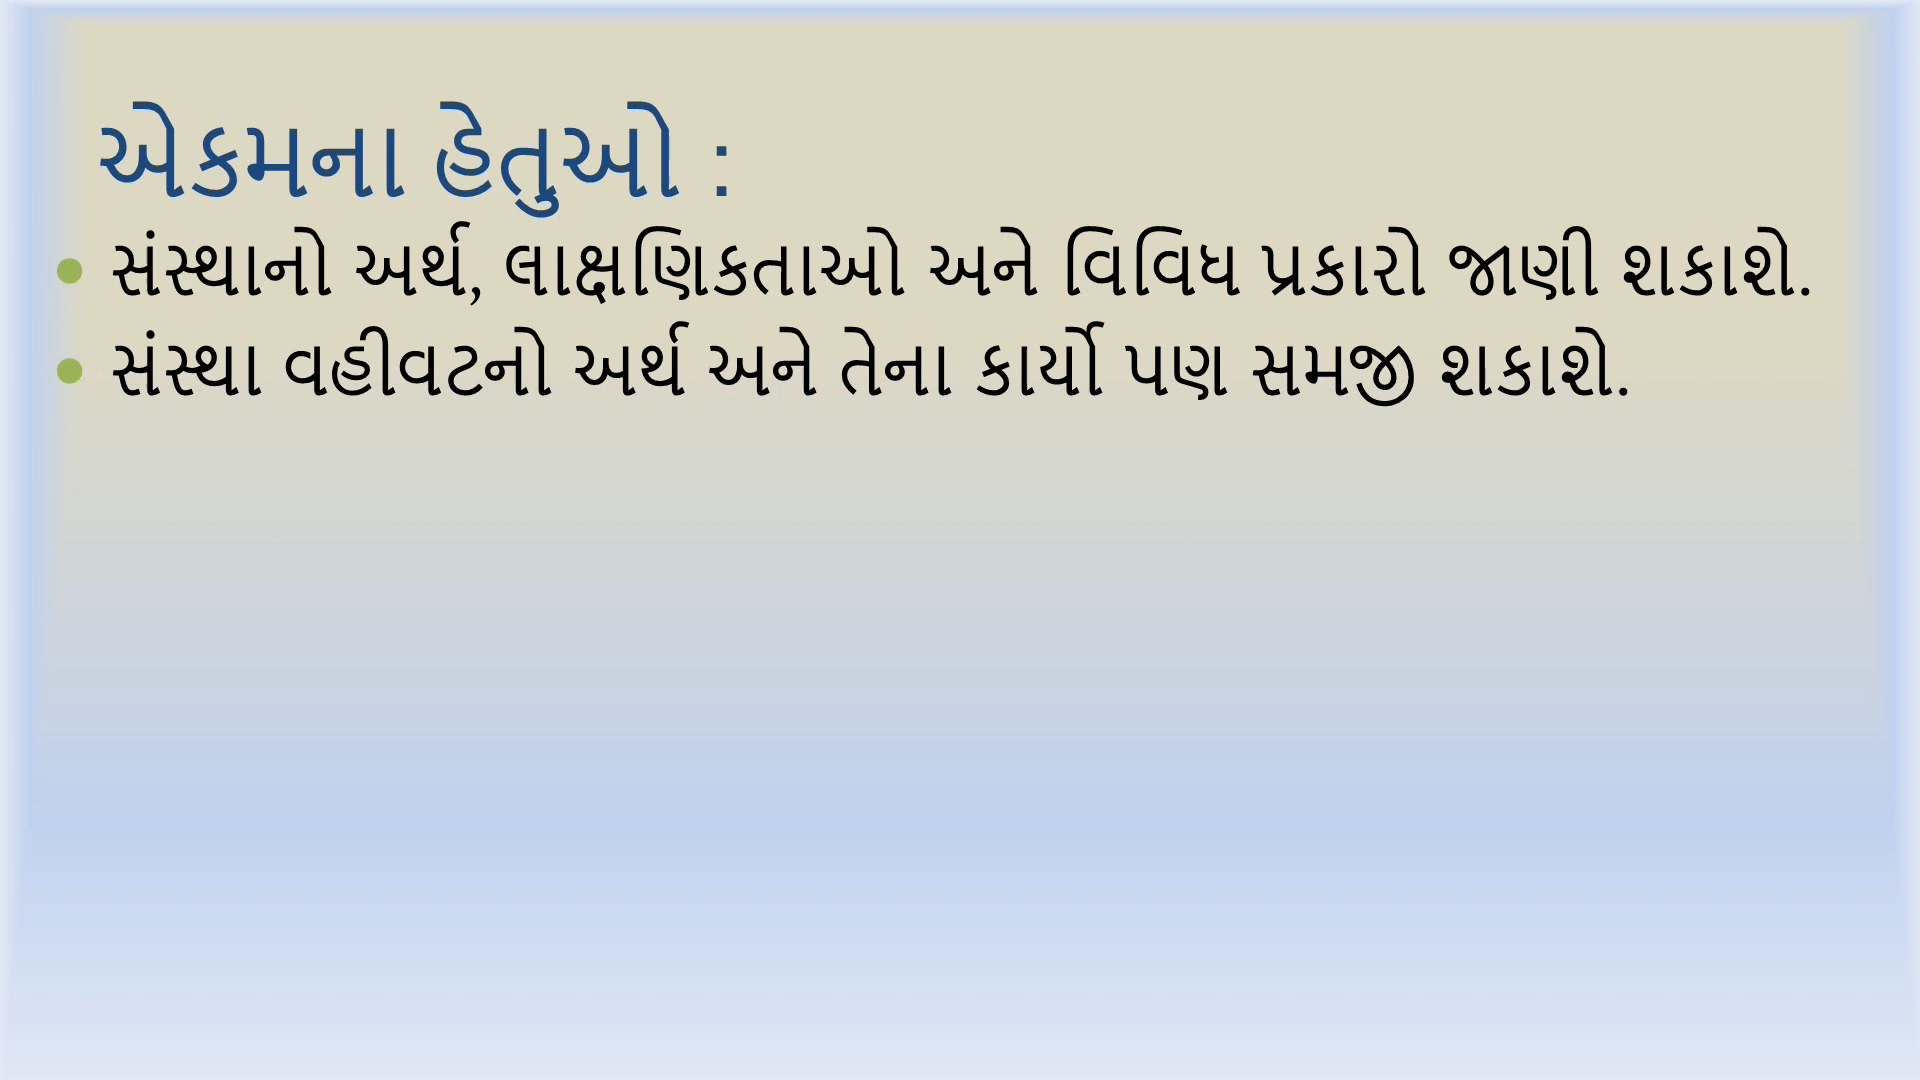 એકમના હેતુઓ :
• સંસ્થાનો અર્થ, લાક્ષણિકતાઓ અને વિવિધ પ્રકારો જાણી શકાશે.
• સંસ્થા વહીવટનો અર્થ અને તેના કાર્યો પણ સમજી શકાશે.